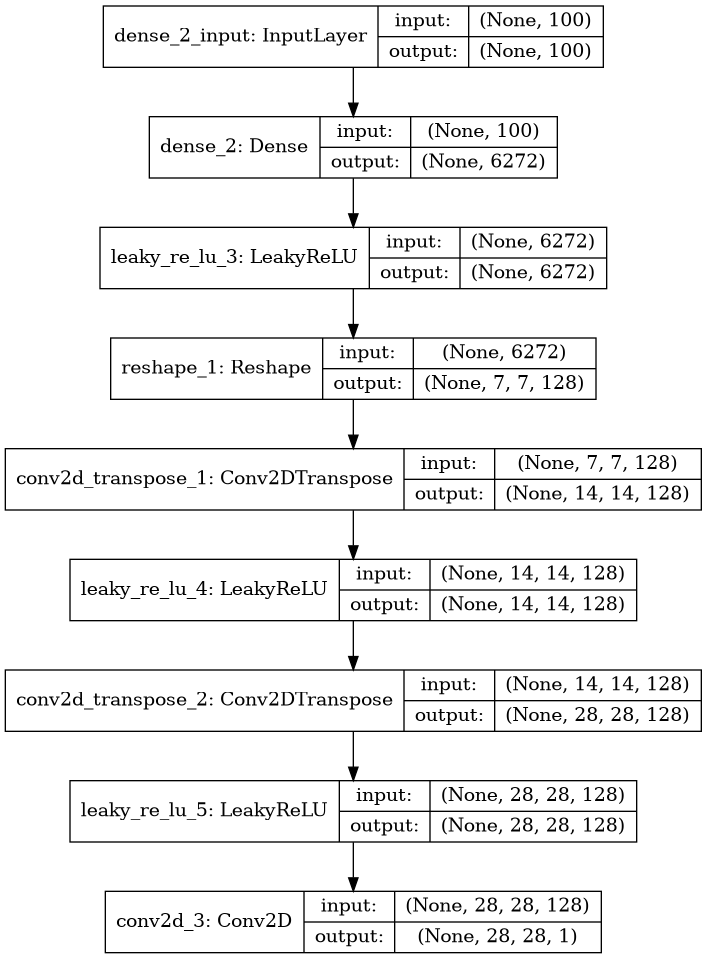 dense_2_input: InputLayer
input: (None, 100)
output: (None, 100)
dense_2: Dense
input: (None, 100)
output: (None, 6272)
leaky_re_lu_3: LeakyReLU
input: (None, 6272)
output: (None, 6272)
reshape_1: Reshape
input: (None, 6272)
output: (None, 7, 7, 128)
conv2d_transpose_1: Conv2DTranspose
input: (None, 7, 7, 128)
output: (None, 14, 14, 128)
leaky_re_lu_4: LeakyReLU
input: (None, 14, 14, 128)
output: (None, 14, 14, 128)
conv2d_transpose_2: Conv2DTranspose
input: (None, 14, 14, 128)
output: (None, 28, 28, 128)
leaky_re_lu_5: LeakyReLU
input: (None, 28, 28, 128)
output: (None, 28, 28, 128)
conv2d_3: Conv2D
input: (None, 28, 28, 128)
output: (None, 28, 28, 1)